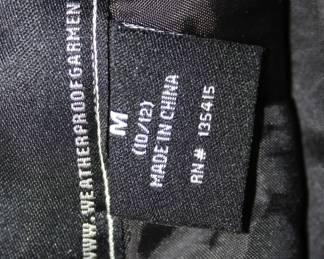 WWW.WEATHERPROOFGARMEN
M
(10/12)
MADE IN CHINA
RN# 135415